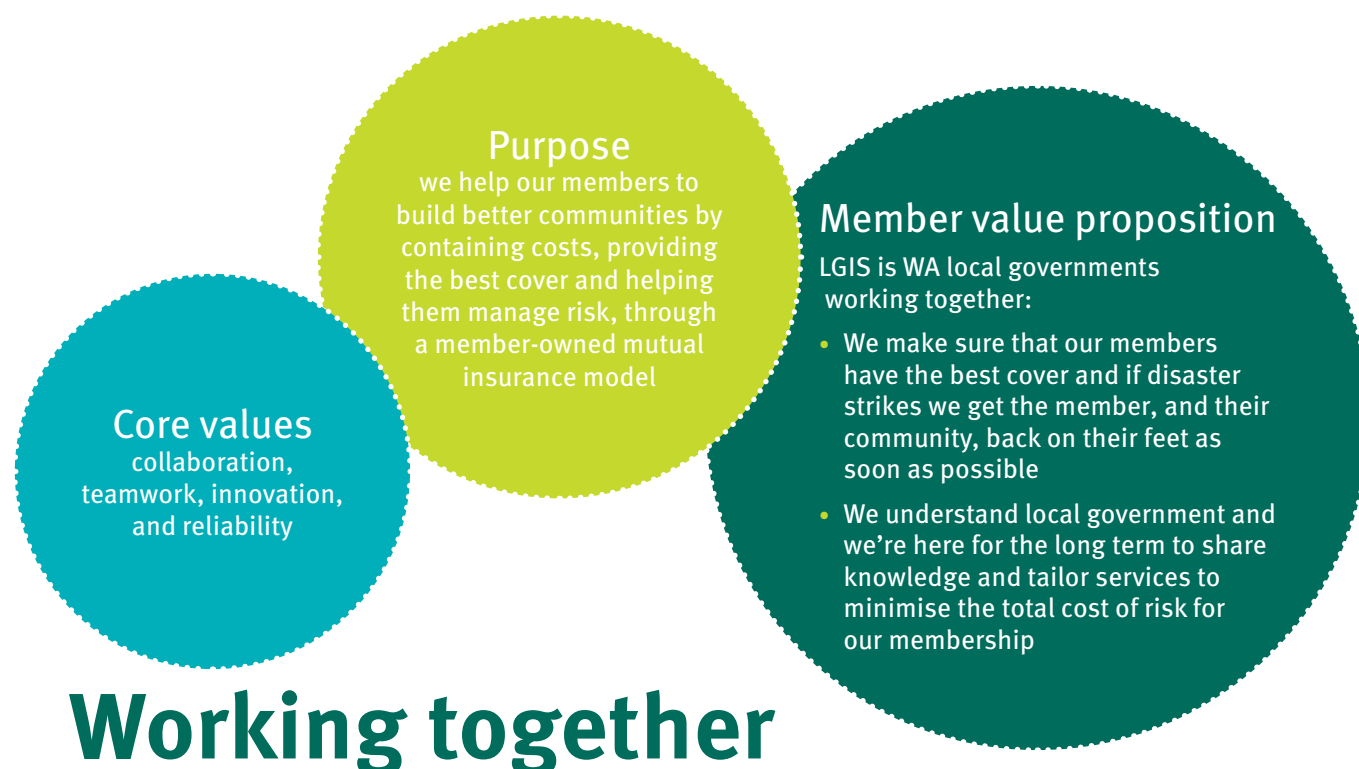 Purpose
we help our members to
build better communities by
containing costs, providing
the best cover and helping
them manage risk, through
a member-owned mutual
insurance model
Member value proposition
LGIS is WA local governments
working together:
• We make sure that our members
have the best cover and if disaster
strikes we get the member, and their
community, back on their feet as
soon as possible
• We understand local government and
we’re here for the long term to share
knowledge and tailor services to
minimise the total cost of risk for
our membership
Core values
collaboration,
teamwork, innovation,
and reliability
Working together